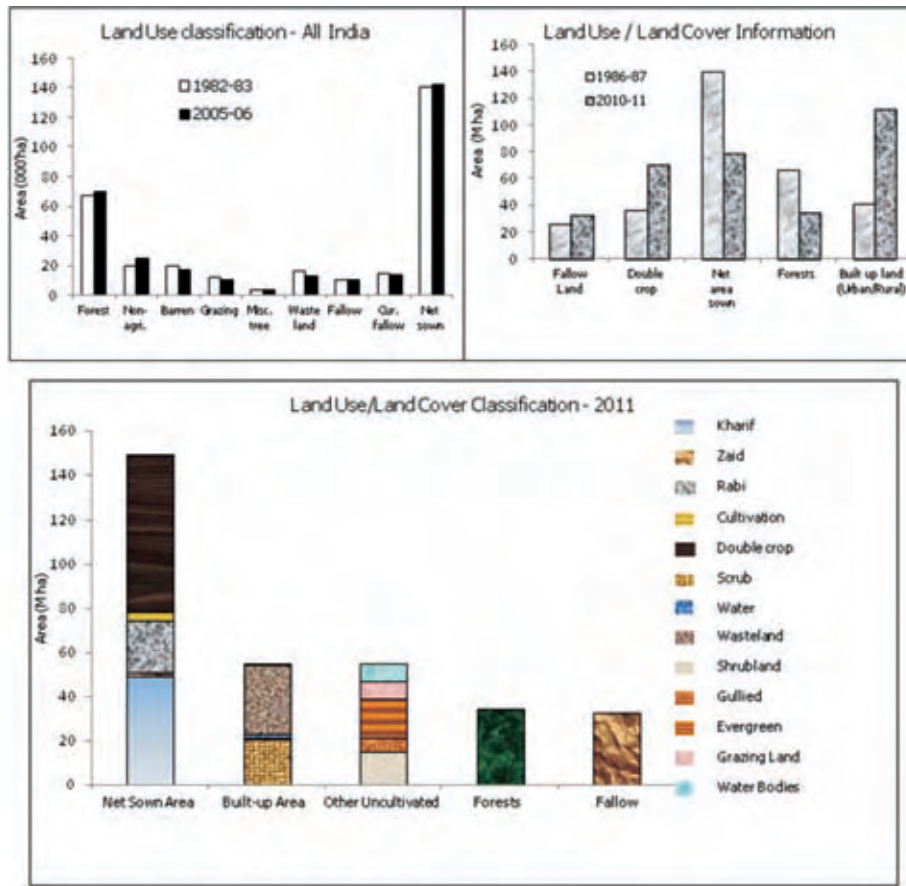 Land Use classification - All India
160
140
120
100
80
60
40
20
0
Area (000'ha)
1982-83
2005-06
Forest
Non-agri.
Barren
Grazing
Misc. tree
Waste land
Fallow
Cur. fallow
Net sown
Land Use / Land Cover Information
160
140
120
100
80
60
40
20
0
Area (M ha)
1986-87
2010-11
Fallow Land
Double crop
Net area sown
Forests
Built up land (Urban/Rural)
Land Use/Land Cover Classification - 2011
160
140
120
100
80
60
40
20
0
Area (M ha)
Net Sown Area
Built-up Area
Other Uncultivated
Forests
Fallow
Kharif
Zaid
Rabi
Cultivation
Double crop
Scrub
Water
Wasteland
Shrubland
Gullied
Evergreen
Grazing Land
Water Bodies